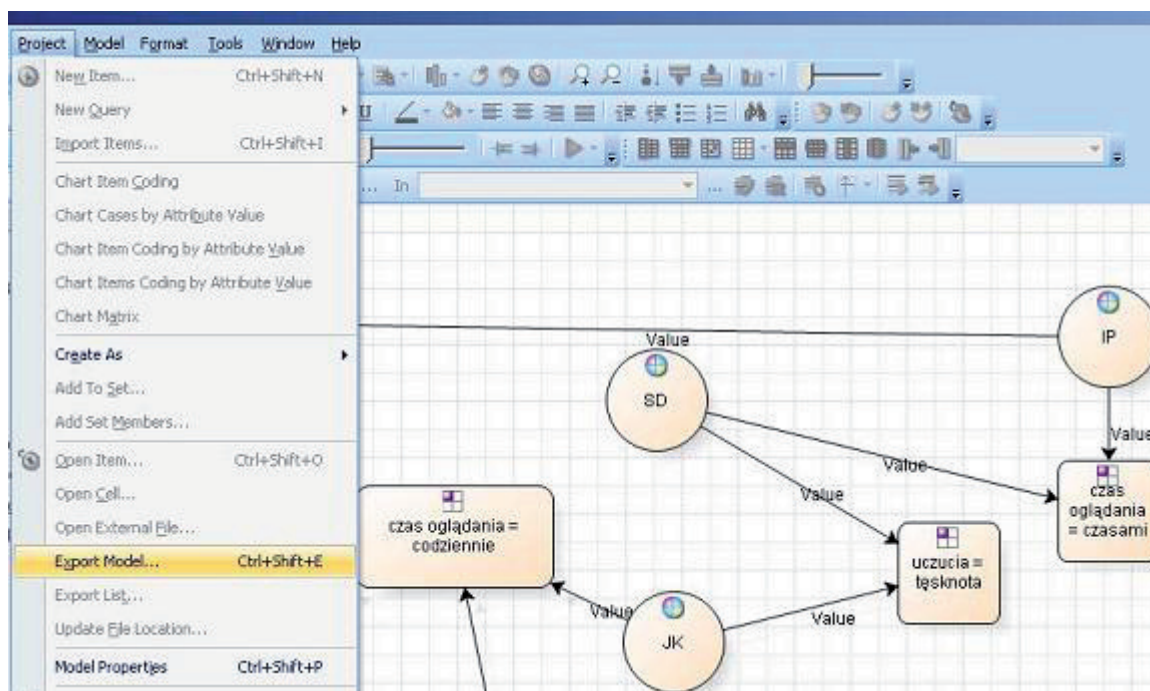 Project Model Format Tools Window Help
New Item... Ctrl+Shift+N
New Query
Import Items... Ctrl+Shift+I
Chart Item Coding
Chart Cases by Attribute Value
Chart Item Coding by Attribute Value
Chart Items Coding by Attribute Value
Chart Matrix
Create As
Add To Set...
Add Set Members...
Open Item... Ctrl+Shift+O
Open Cell...
Open External File...
Export Model... Ctrl+Shift+E
Export List...
Update File Location...
Model Properties Ctrl+Shift+P
U
... In
...
Value
IP
SD
Value
Value
Value
czas
oglądania
= czasami
czas oglądania =
codziennie
uczucia =
tęsknota
Value
Value
JK